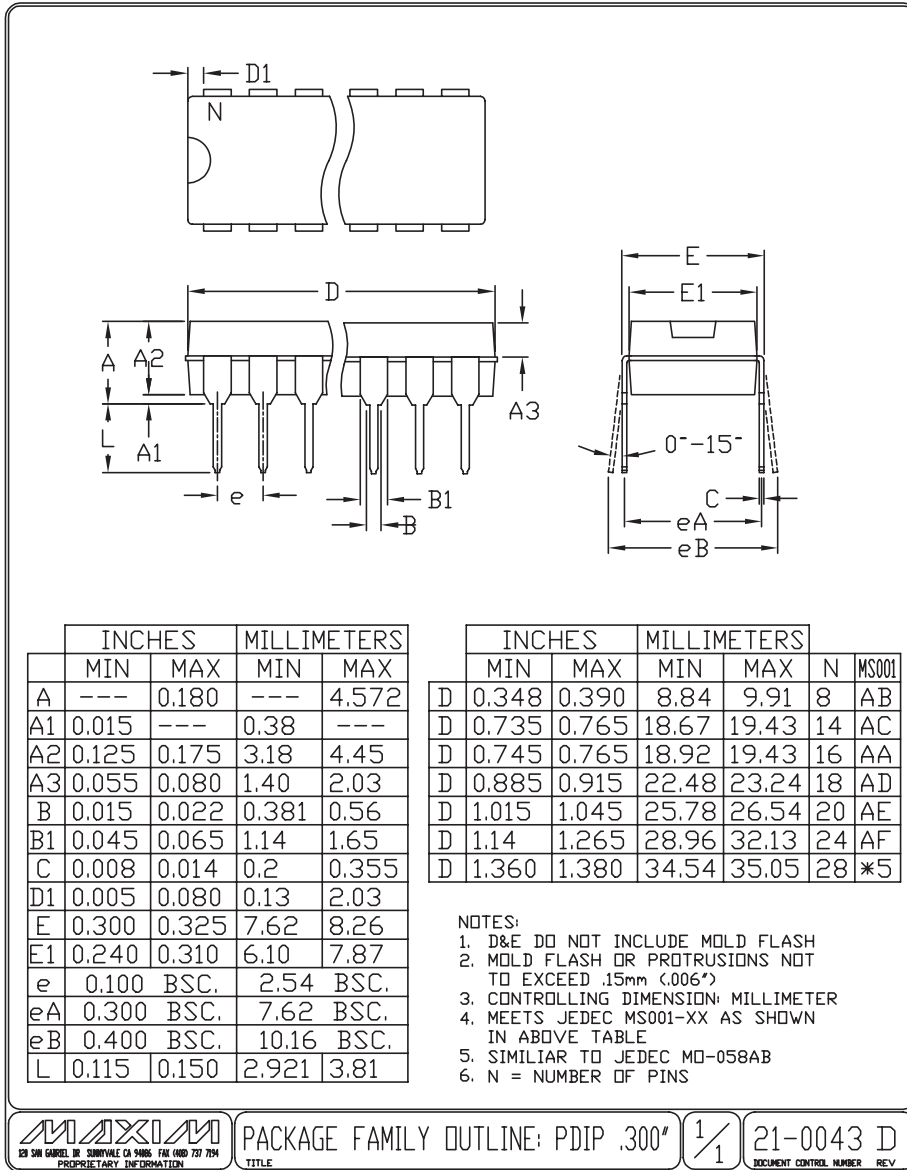 D1
N
D
E
E1
A
A2
A3
L
A1
0°-15°
e
B1
B
C
eA
eB
INCHES MILLIMETERS
MIN MAX MIN MAX
A --- 0.180 --- 4.572
A1 0.015 --- 0.38 ---
A2 0.125 0.175 3.18 4.45
A3 0.055 0.080 1.40 2.03
B 0.015 0.022 0.381 0.56
B1 0.045 0.065 1.14 1.65
C 0.008 0.014 0.2 0.355
D1 0.005 0.080 0.13 2.03
E 0.300 0.325 7.62 8.26
E1 0.240 0.310 6.10 7.87
e 0.100 BSC. 2.54 BSC.
eA 0.300 BSC. 7.62 BSC.
eB 0.400 BSC. 10.16 BSC.
L 0.115 0.150 2.921 3.81
INCHES MILLIMETERS
MIN MAX MIN MAX N MS001
D 0.348 0.390 8.84 9.91 8 AB
D 0.735 0.765 18.67 19.43 14 AC
D 0.745 0.765 18.92 19.43 16 AA
D 0.885 0.915 22.48 23.24 18 AD
D 1.015 1.045 25.78 26.54 20 AE
D 1.14 1.265 28.96 32.13 24 AF
D 1.360 1.380 34.54 35.05 28 *5
NOTES:
1. D&E DO NOT INCLUDE MOLD FLASH
2. MOLD FLASH OR PROTRUSIONS NOT
TO EXCEED .15mm (.006")
3. CONTROLLING DIMENSION: MILLIMETER
4. MEETS JEDEC MS001-XX AS SHOWN
IN ABOVE TABLE
5. SIMILIAR TO JEDEC MO-058AB
6. N = NUMBER OF PINS
MAXIM
120 SAN GABRIEL DR SUNNYVALE CA 94086 FAX (408) 737 7194
PROPRIETARY INFORMATION
PACKAGE FAMILY OUTLINE: PDIP .300"
TITLE
1/1
21-0043 D
DOCUMENT CONTROL NUMBER REV